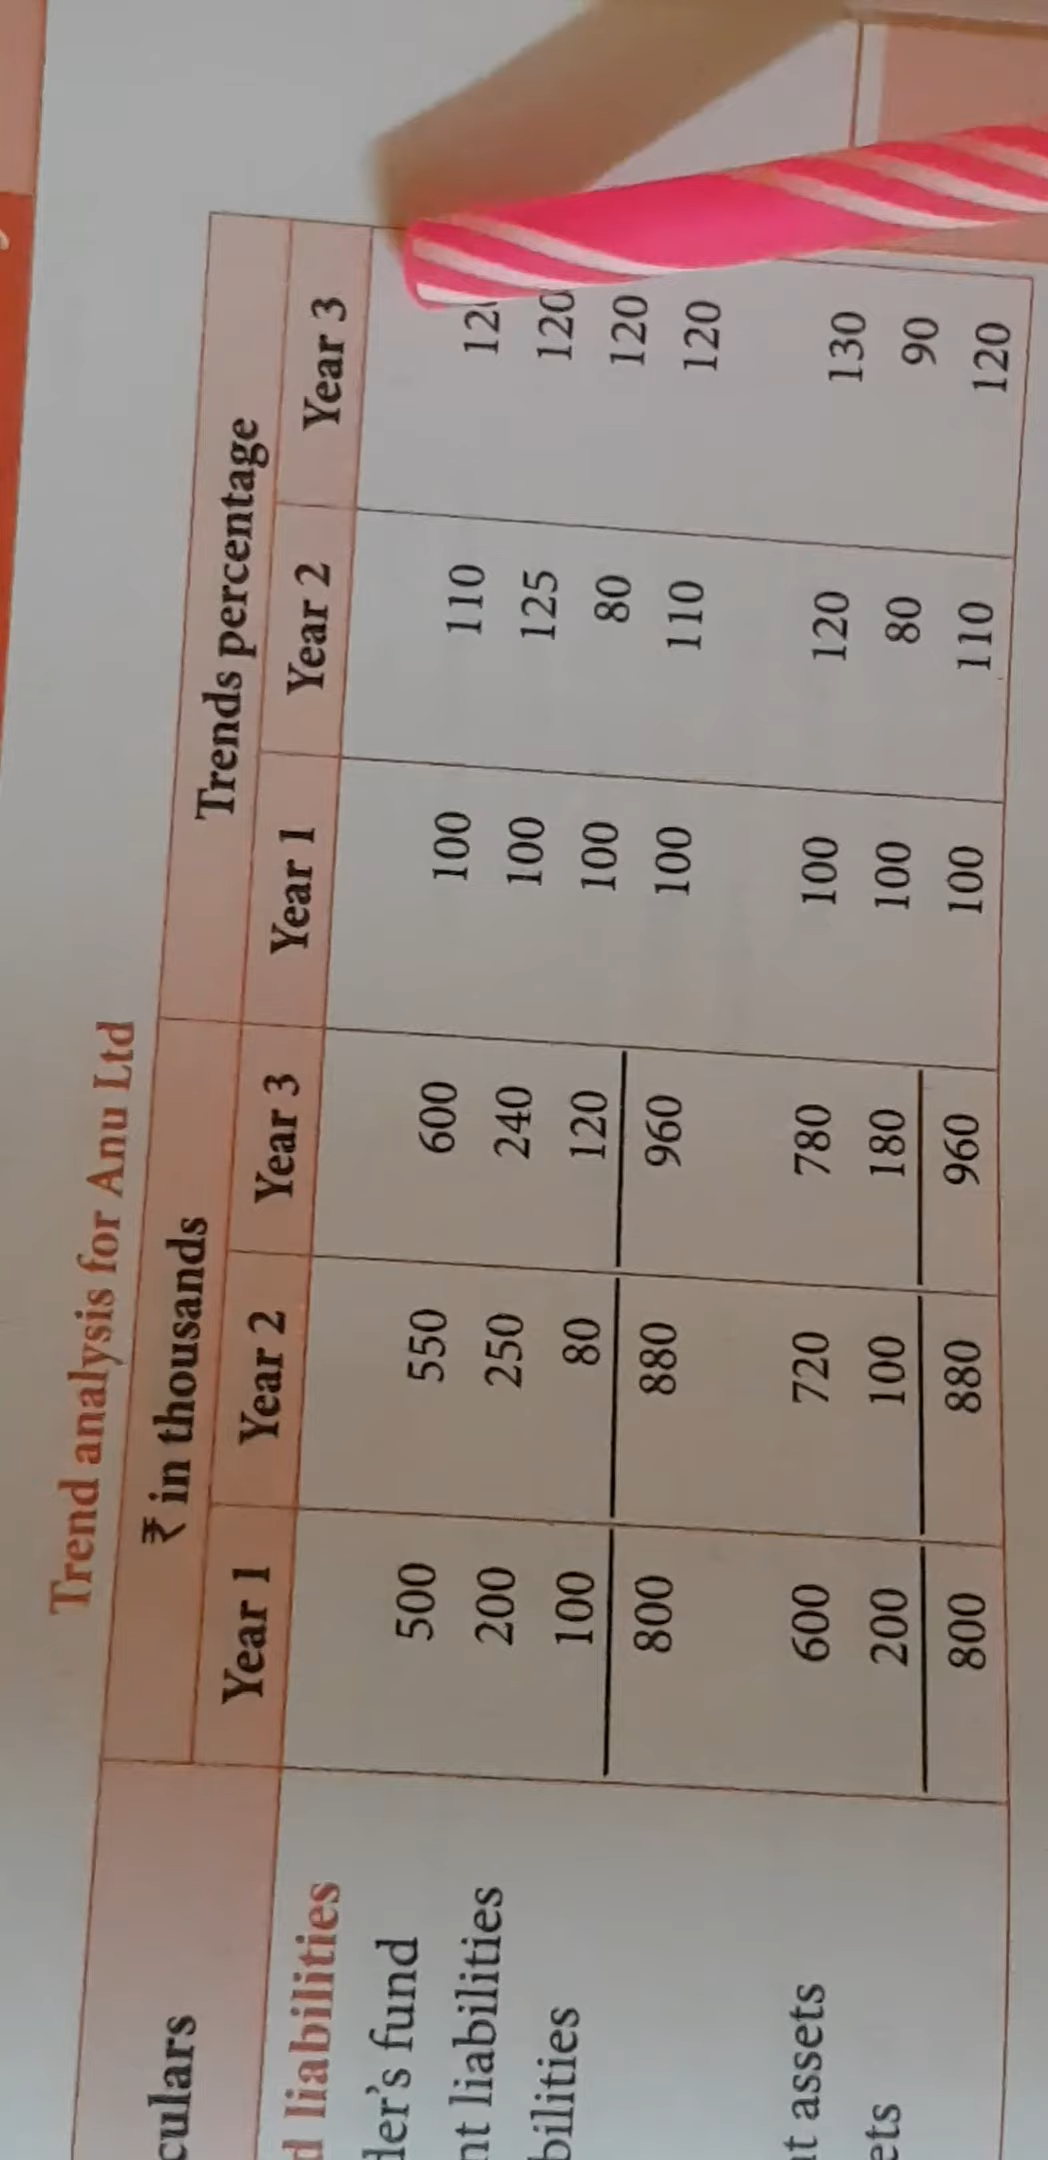 Trend analysis for Anu Ltd
culars ₹ in thousands Trends percentage
Year 1 Year 2 Year 3 Year 1 Year 2 Year 3
d liabilities
der's fund 500 550 600 100 110 12
nt liabilities 200 250 240 100 125 120
bilities 100 80 120 100 80 120
800 880 960 100 110 120
t assets 600 720 780 100 120 130
ets 200 100 180 100 80 90
800 880 960 100 110 120